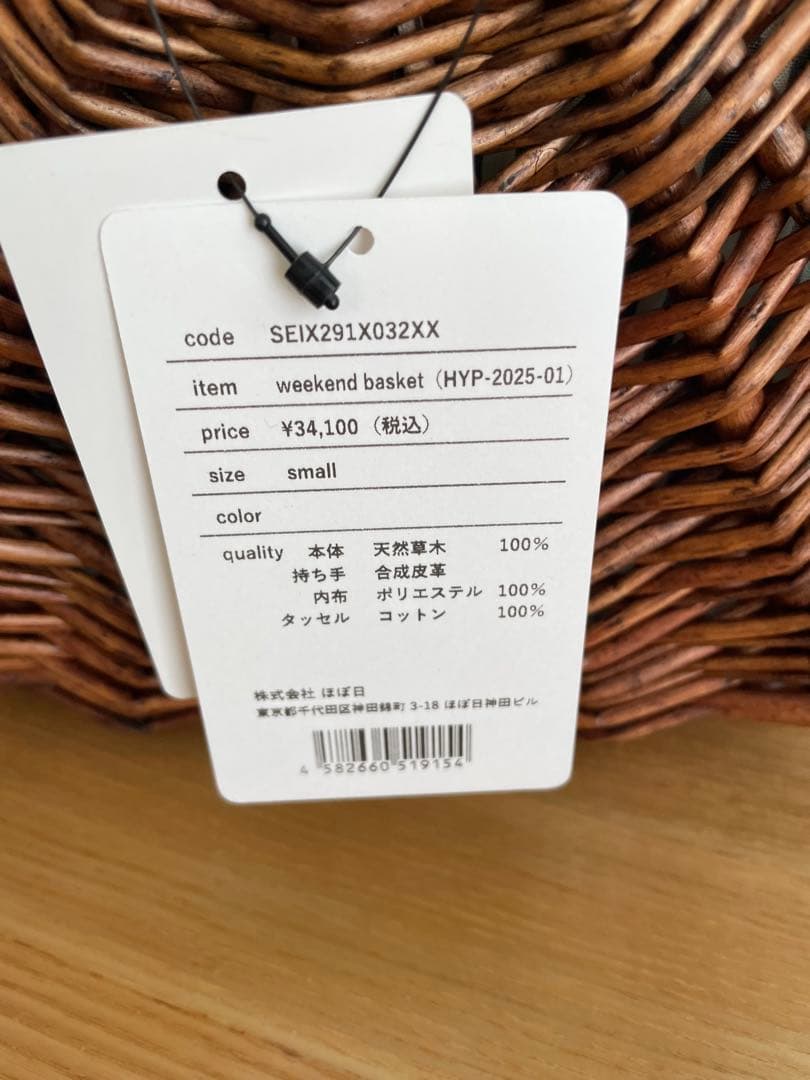 code SEIX291X032XX
item weekend basket（HYP-2025-01）
price ¥34,100（税込）
size small
color
quality 本体 天然草木 100%
持ち手 合成皮革
内布 ポリエステル 100%
タッセル コットン 100%
株式会社 ほぼ日
東京都千代田区神田錦町 3-18 ほぼ日神田ビル
4 582660 519154